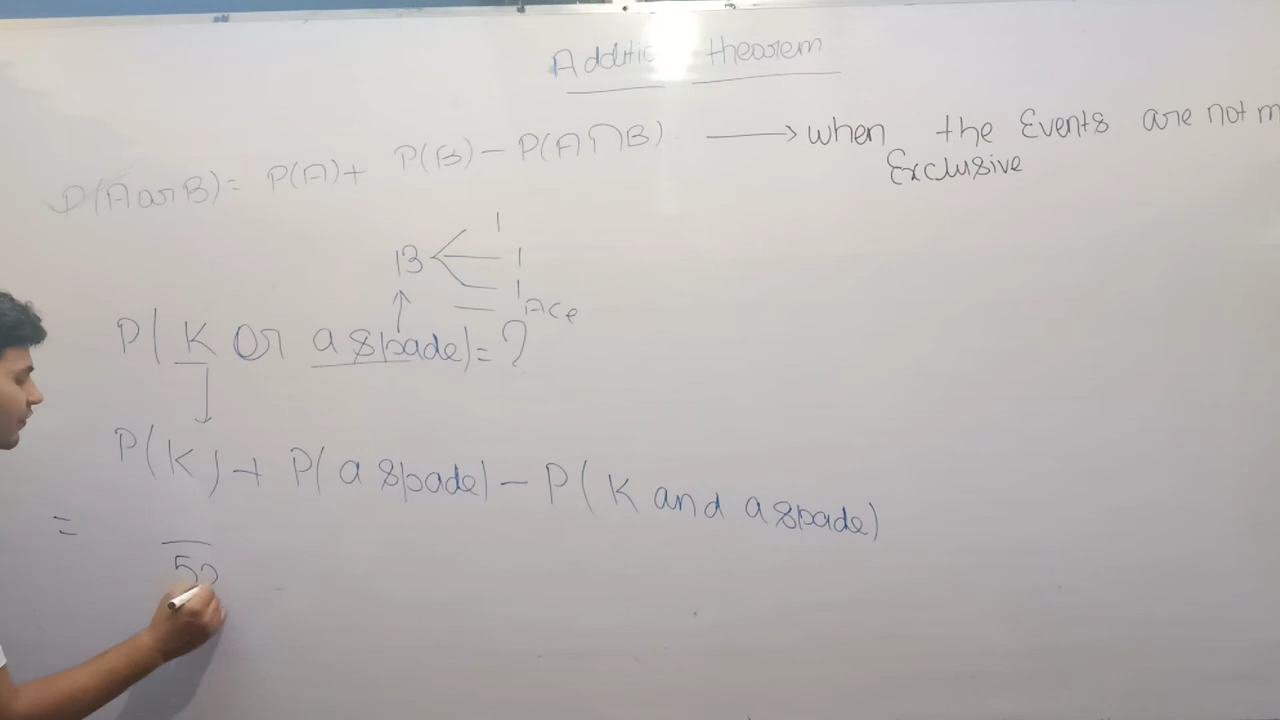 Additio theorem
P(A or B) = P(A) + P(B) - P(A∩B) → when the Events are not m
Exclusive
13 1
1
1
Ace
P(K or a spade) = ?
P(K) + P(a spade) - P(K and a spade)
=
52